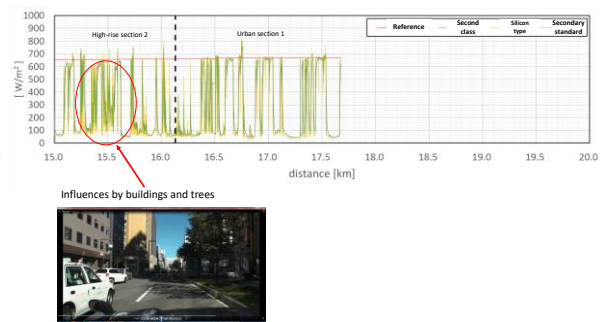 1000
900
800
700
600
500
400
300
200
100
0
[ W/m² ]
High-rise section 2
Urban section 1
Reference
Second class
Silicon type
Secondary standard
15.0 15.5 16.0 16.5 17.0 17.5 18.0 18.5 19.0 19.5 20.0
distance [km]
Influences by buildings and trees